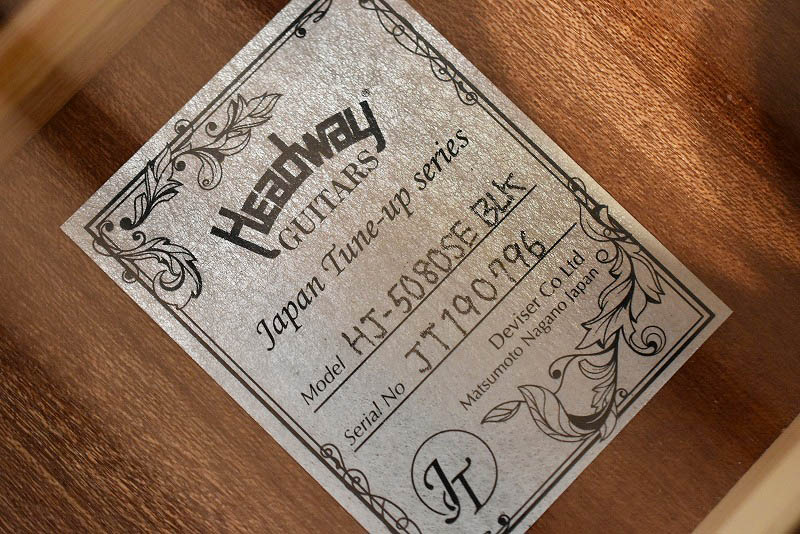 Headway®
GUITARS
Japan Tune-up series
Model HJ-5080SE BLK
Serial No JT190796
Deviser Co Ltd
Matsumoto Nagano Japan
JT